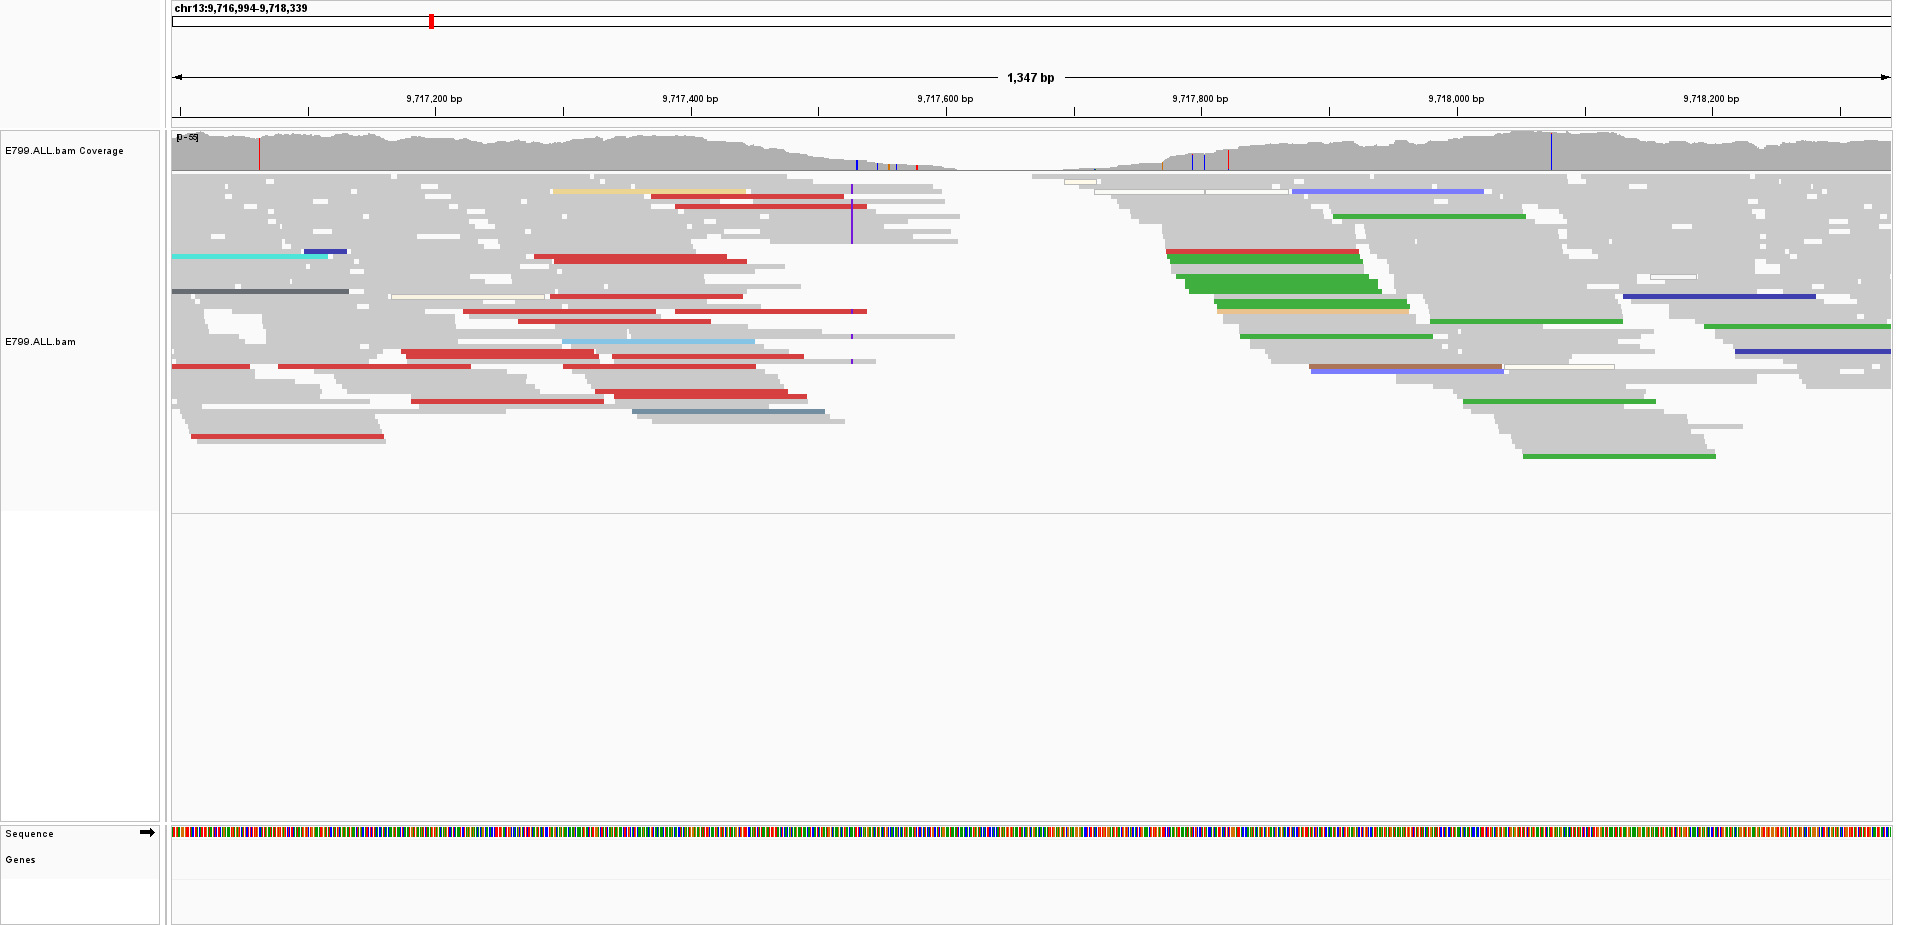 chr13:9,716,994-9,718,339
1,347 bp
9,717,200 bp 9,717,400 bp 9,717,600 bp 9,717,800 bp 9,718,000 bp 9,718,200 bp
[0 - 55]
E799.ALL.bam Coverage
E799.ALL.bam
Sequence
Genes